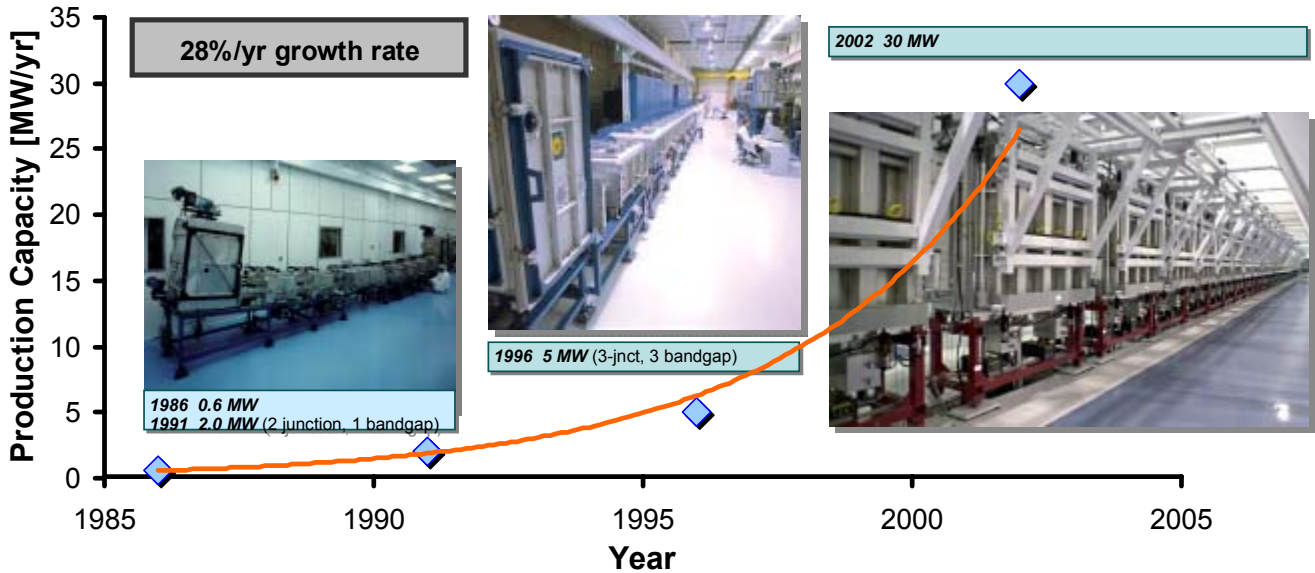 28%/yr growth rate
2002 30 MW
1996 5 MW (3-jnct, 3 bandgap)
1986 0.6 MW
1991 2.0 MW (2 junction, 1 bandgap)
Production Capacity [MW/yr]
35
30
25
20
15
10
5
0
1985
1990
1995
2000
2005
Year